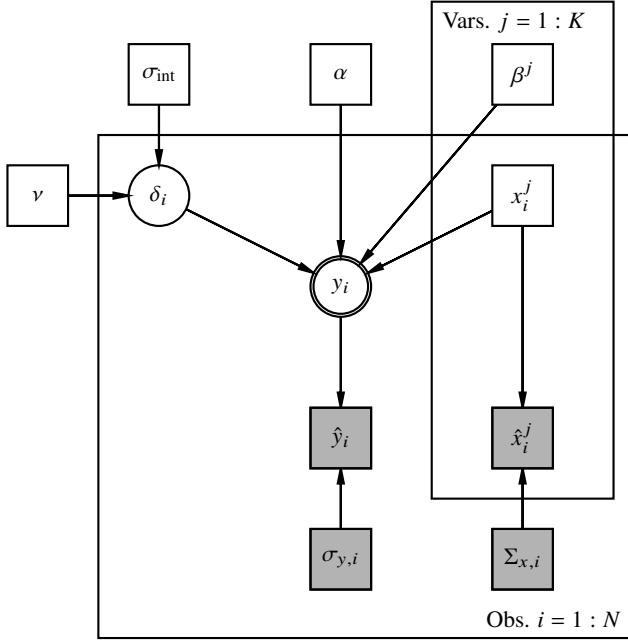 Vars. j = 1 : K
σ_int
α
β^j
ν
δ_i
x_i^j
y_i
ŷ_i
x̂_i^j
σ_{y,i}
Σ_{x,i}
Obs. i = 1 : N